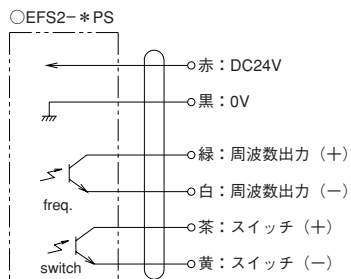 ○EFS2-＊PS
赤：DC24V
黒：0V
緑：周波数出力（＋）
白：周波数出力（－）
freq.
茶：スイッチ（＋）
黄：スイッチ（－）
switch